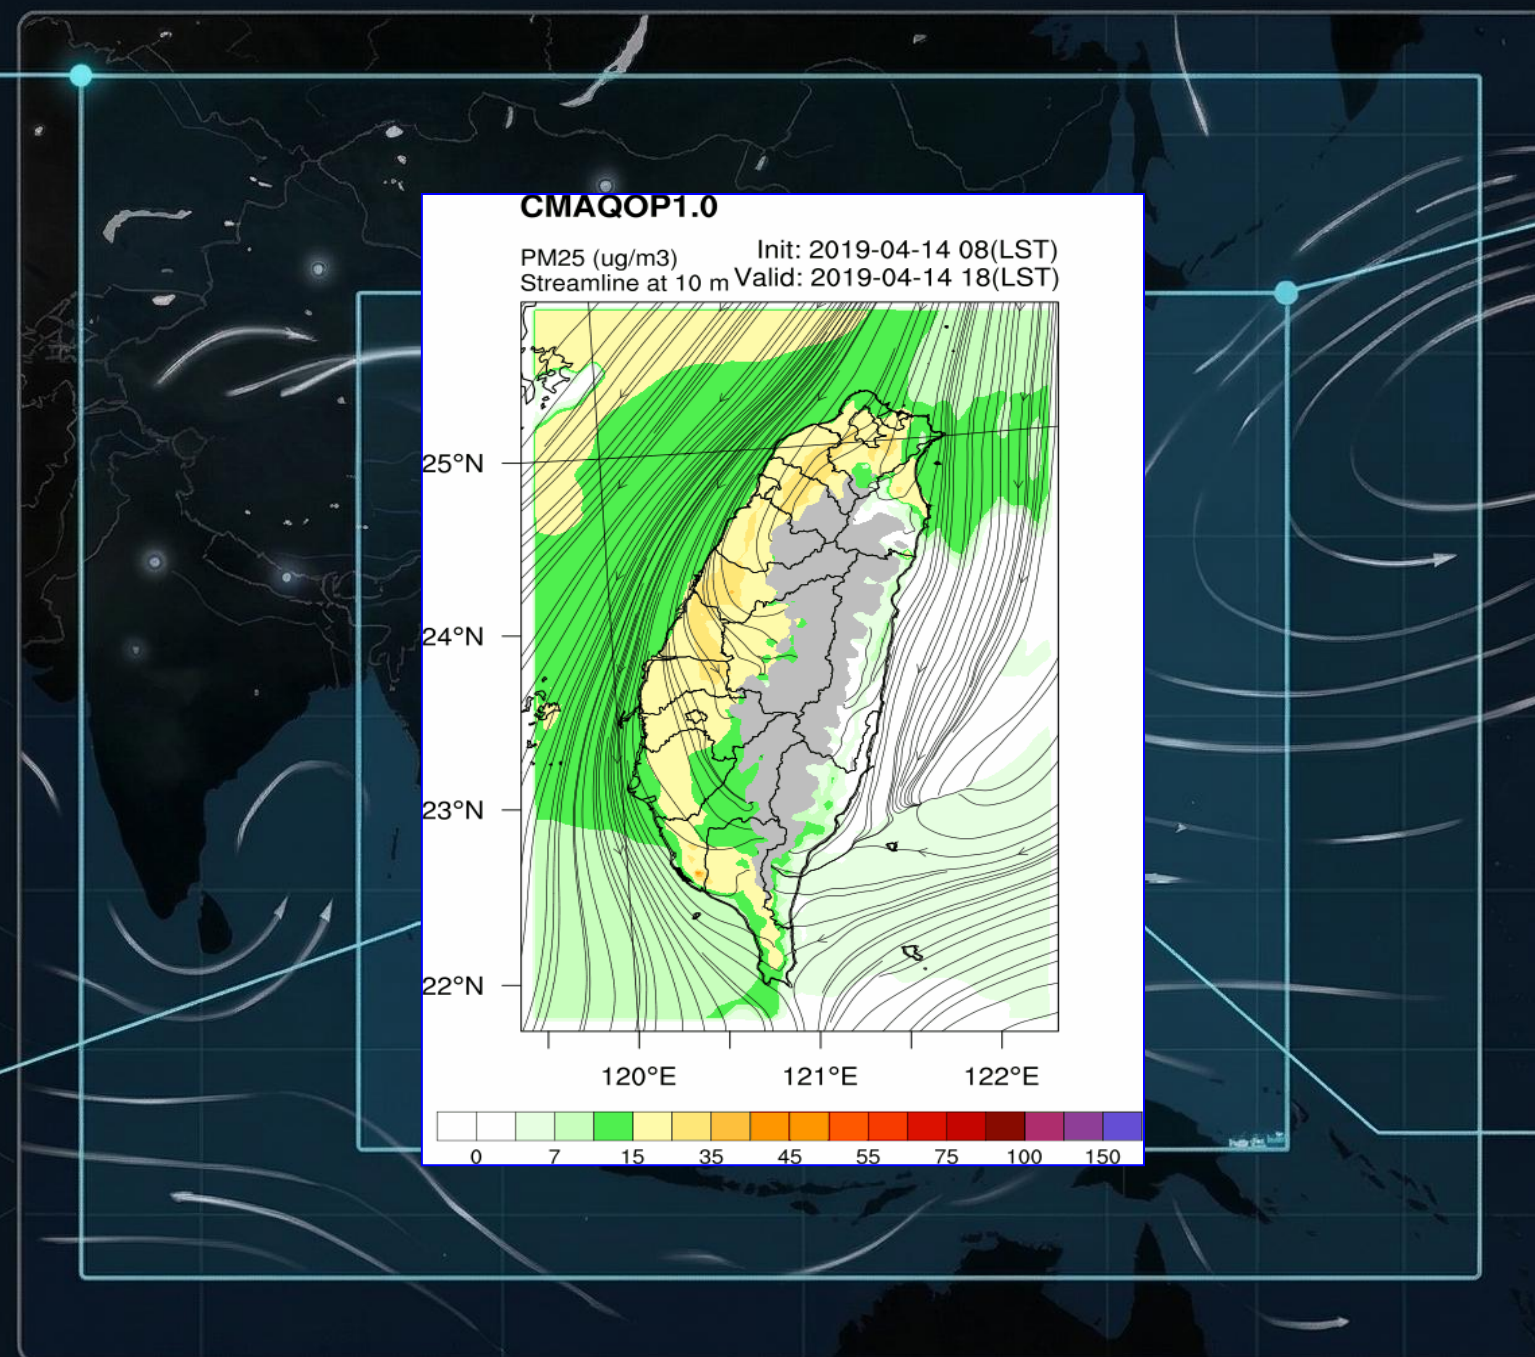 CMAQOP1.0
PM25 (ug/m3)
Init: 2019-04-14 08(LST)
Streamline at 10 m
Valid: 2019-04-14 18(LST)
25°N
24°N
23°N
22°N
120°E 121°E 122°E
0 7 15 35 45 55 75 100 150